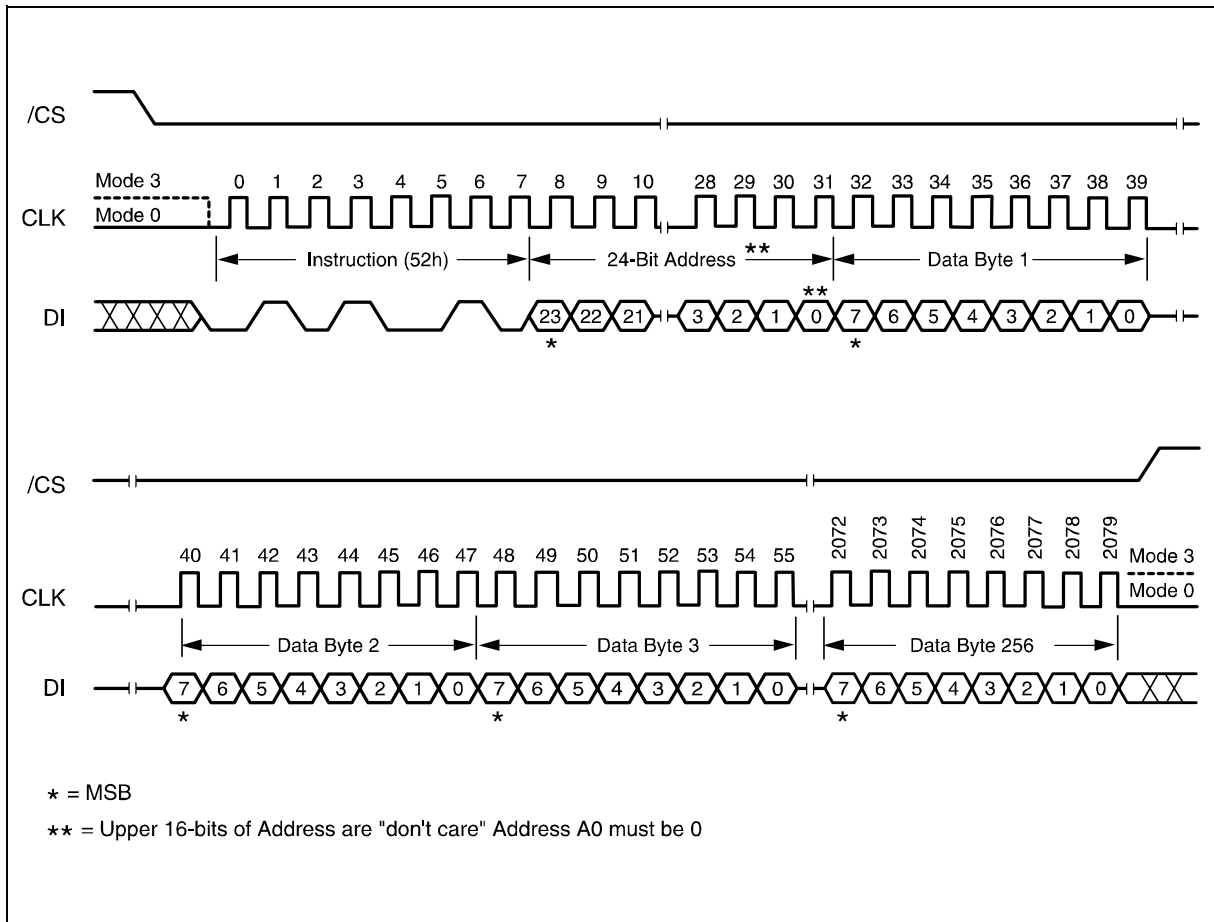 /CS
Mode 3
0 1 2 3 4 5 6 7 8 9 10 28 29 30 31 32 33 34 35 36 37 38 39
CLK
Mode 0
Instruction (52h) 24-Bit Address ** Data Byte 1
**
DI 23 22 21 3 2 1 0 7 6 5 4 3 2 1 0
* *
/CS
40 41 42 43 44 45 46 47 48 49 50 51 52 53 54 55 2072 2073 2074 2075 2076 2077 2078 2079 Mode 3
CLK Mode 0
Data Byte 2 Data Byte 3 Data Byte 256
DI 7 6 5 4 3 2 1 0 7 6 5 4 3 2 1 0 7 6 5 4 3 2 1 0
* * *
* = MSB
** = Upper 16-bits of Address are "don't care" Address A0 must be 0